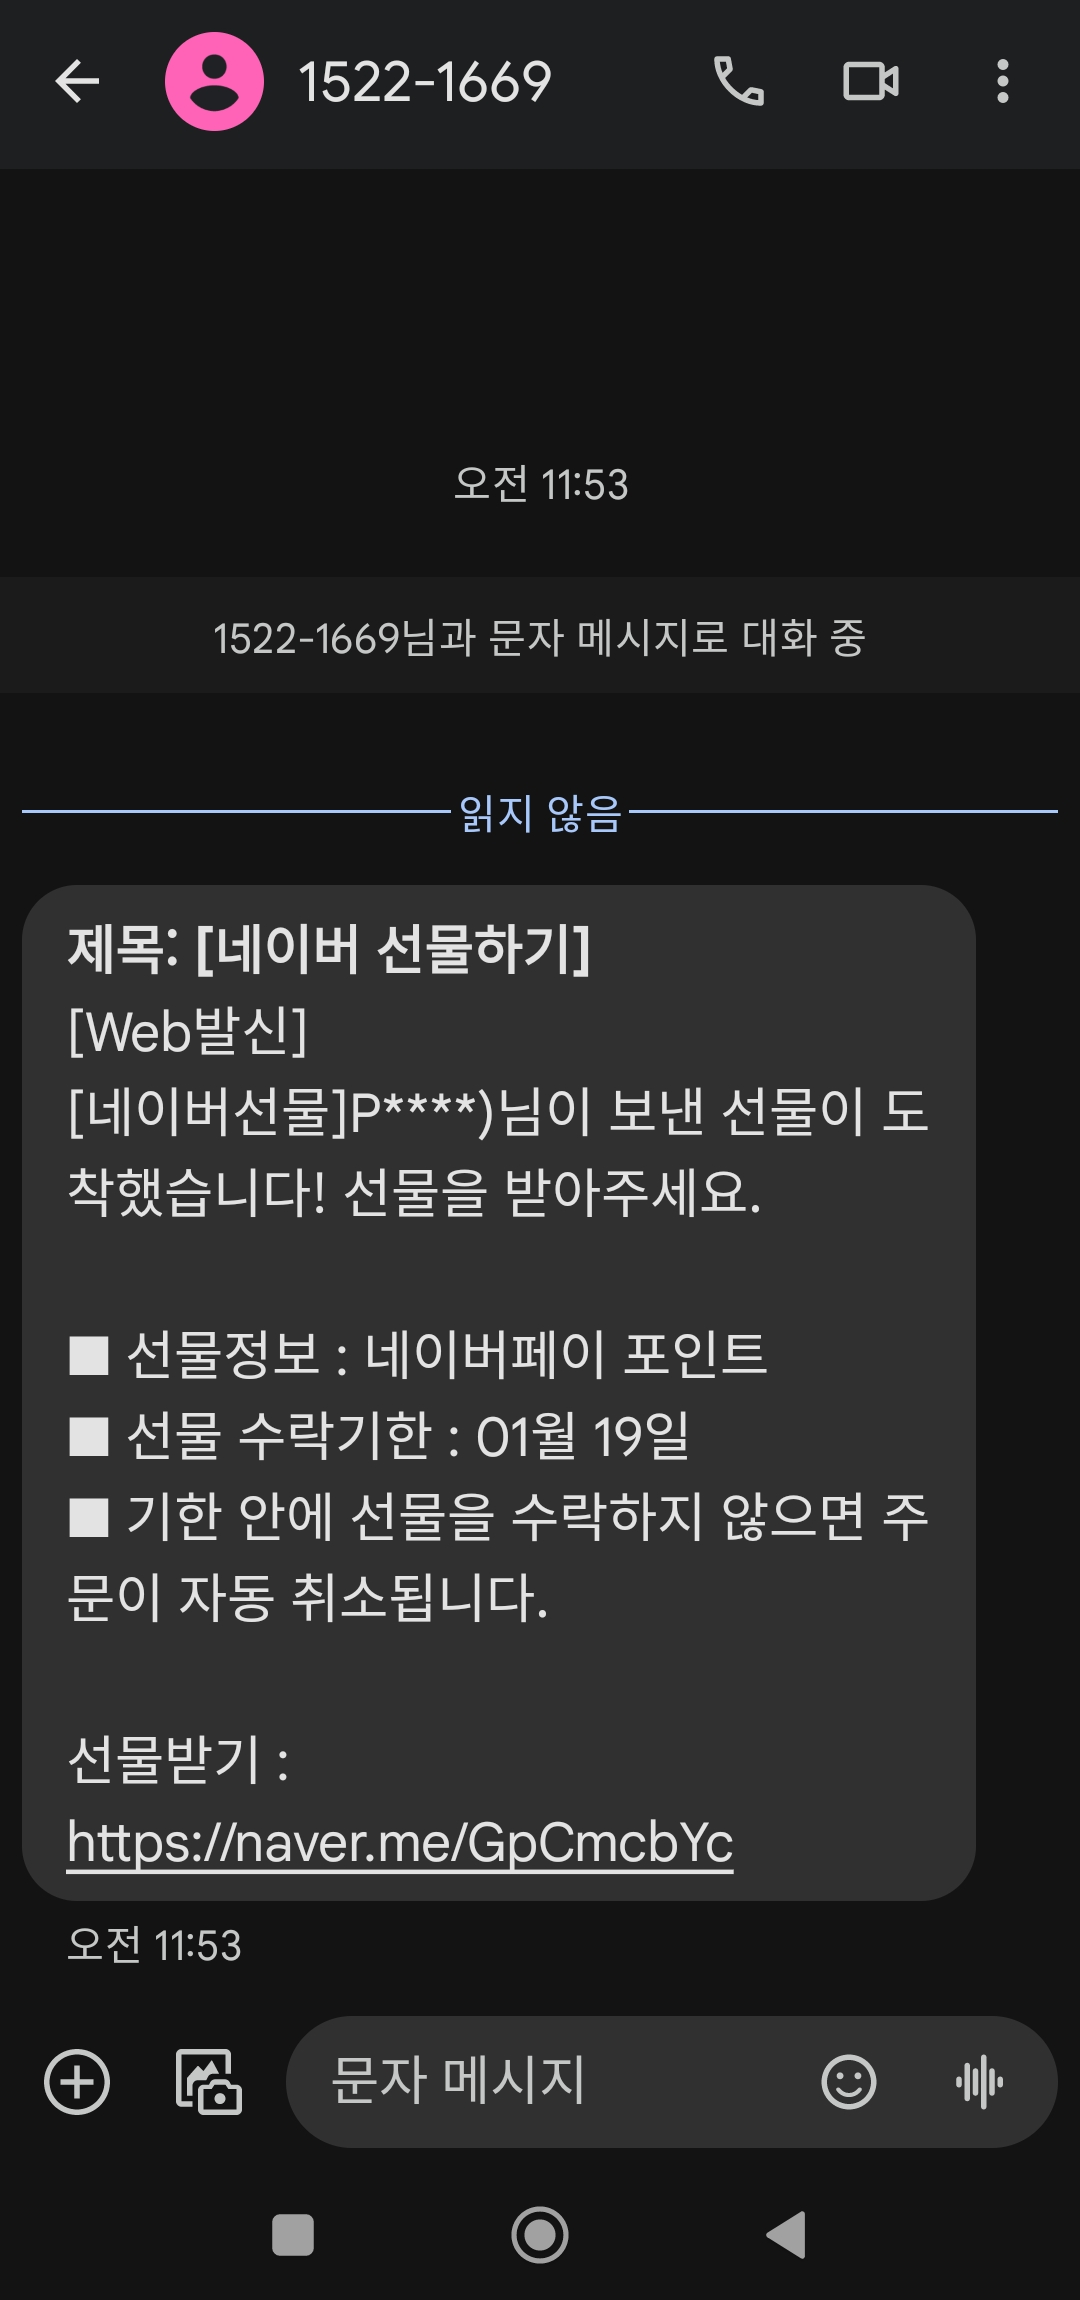 1522-1669
오전 11:53
1522-1669님과 문자 메시지로 대화 중
읽지 않음
제목: [네이버 선물하기]
[Web발신]
[네이버선물]P****)님이 보낸 선물이 도
착했습니다! 선물을 받아주세요.
■ 선물정보 : 네이버페이 포인트
■ 선물 수락기한 : 01월 19일
■ 기한 안에 선물을 수락하지 않으면 주
문이 자동 취소됩니다.
선물받기 :
https://naver.me/GpCmcbYc
오전 11:53
문자 메시지